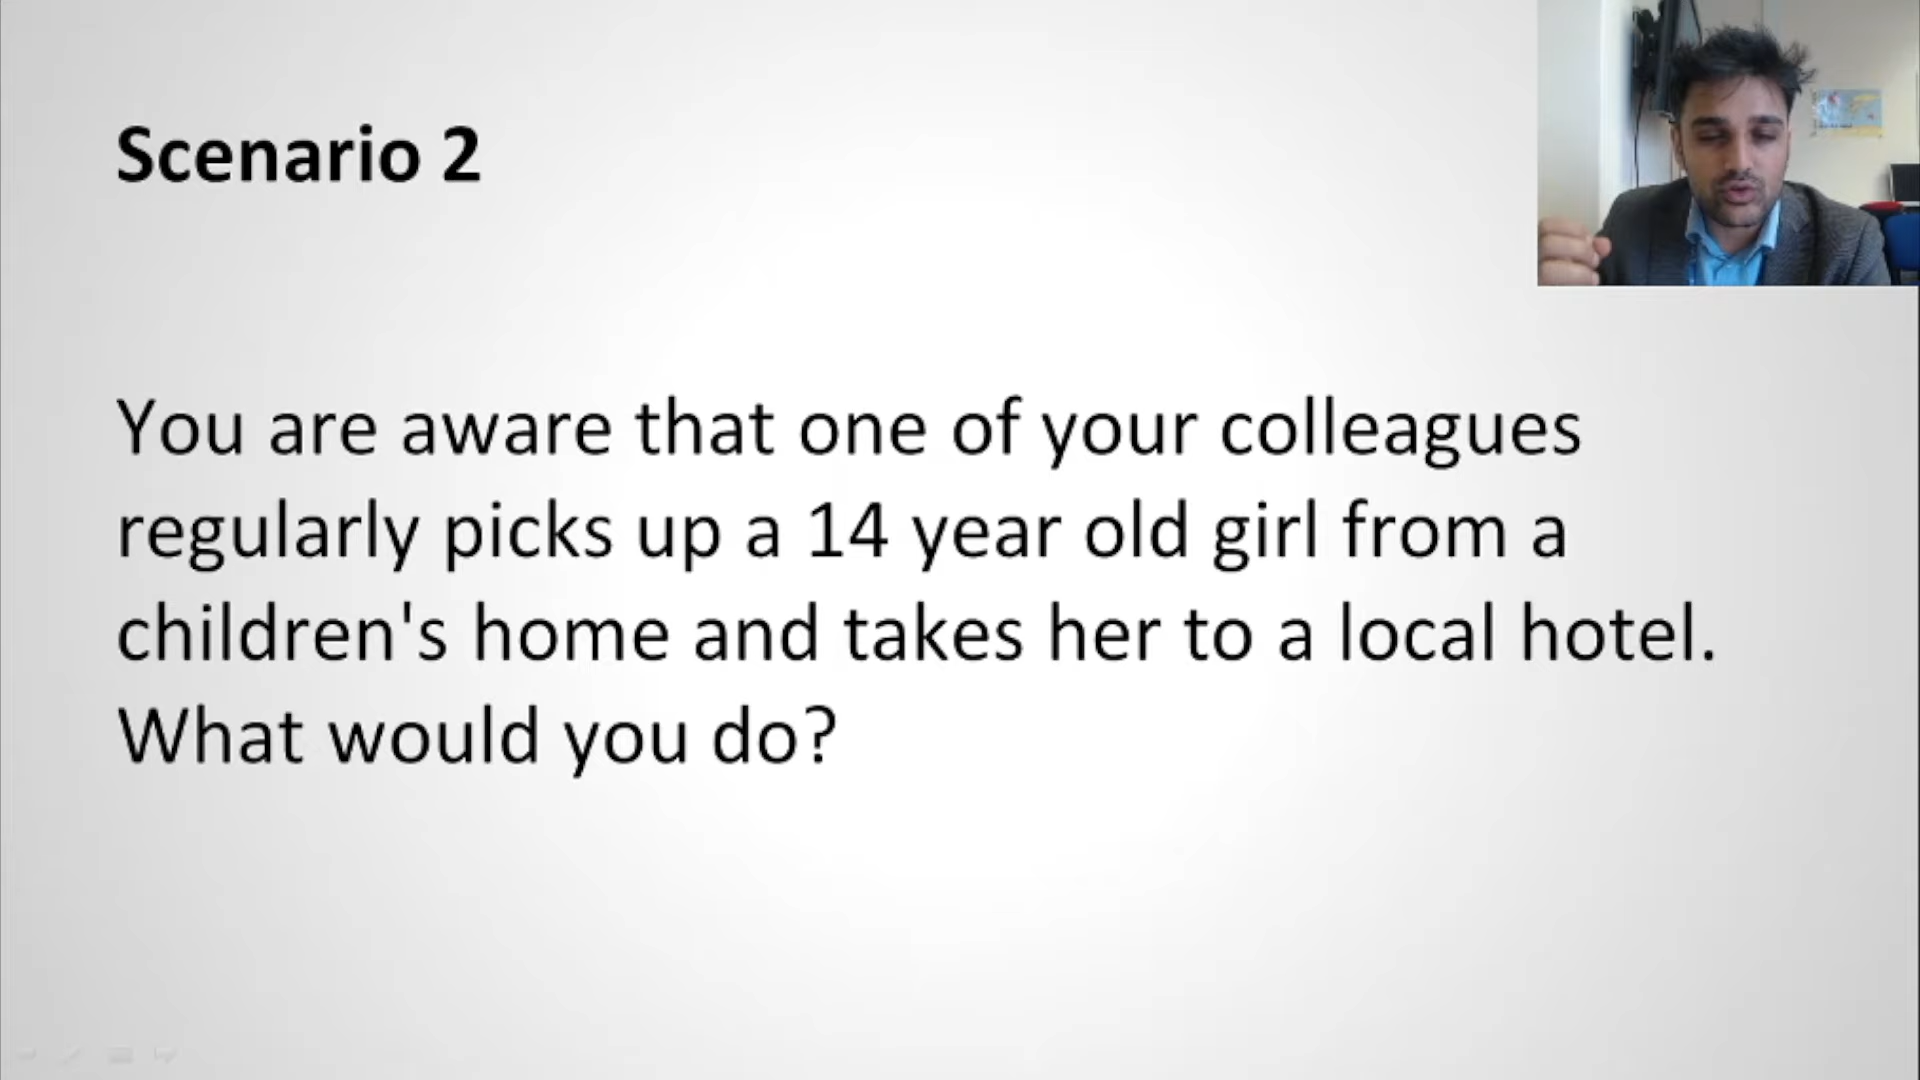 Scenario 2
You are aware that one of your colleagues
regularly picks up a 14 year old girl from a
children's home and takes her to a local hotel.
What would you do?